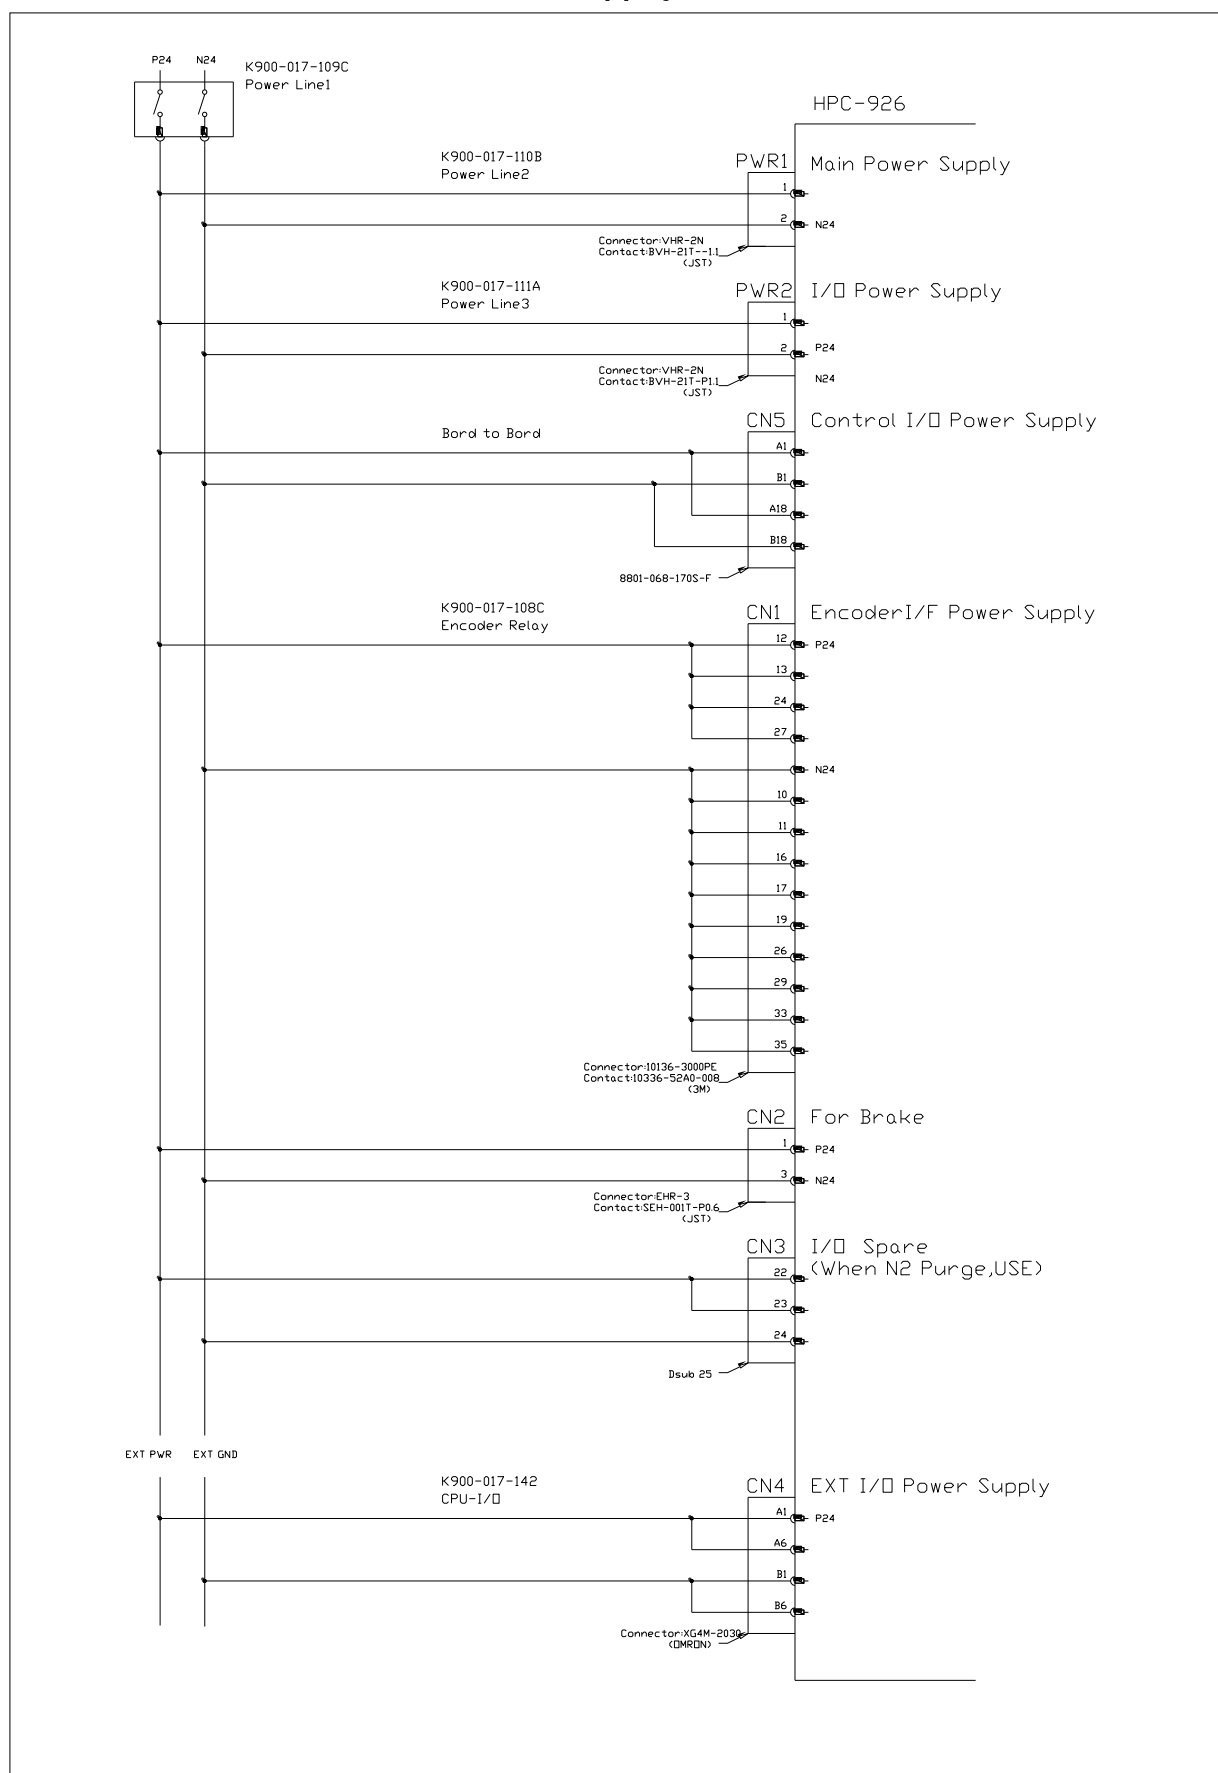 P24 N24
K900-017-109C
Power Line1
HPC-926
K900-017-110B
Power Line2
PWR1 Main Power Supply
1
2 N24
Connector:VHR-2N
Contact:BVH-21T--1.1
(JST)
K900-017-111A
Power Line3
PWR2 I/O Power Supply
1
2 P24
N24
Connector:VHR-2N
Contact:BVH-21T-P1.1
(JST)
Bord to Bord
CN5 Control I/O Power Supply
A1
B1
A18
B18
8801-068-170S-F
K900-017-108C
Encoder Relay
CN1 EncoderI/F Power Supply
12 P24
13
24
27
N24
10
11
16
17
19
26
29
33
35
Connector:10136-3000PE
Contact:10336-52A0-008
(3M)
CN2 For Brake
1 P24
3 N24
Connector:EHR-3
Contact:SEH-001T-P0.6
(JST)
CN3 I/O Spare
(When N2 Purge,USE)
22
23
24
Dsub 25
EXT PWR EXT GND
K900-017-142
CPU-I/O
CN4 EXT I/O Power Supply
A1 P24
A6
B1
B6
Connector:XG4M-2030
(OMRON)